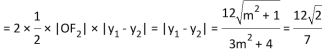 = 2 × 1/2 × |OF₂| × |y₁ - y₂| = |y₁ - y₂| = 12√(m² + 1)/(3m² + 4) = 12√2/7